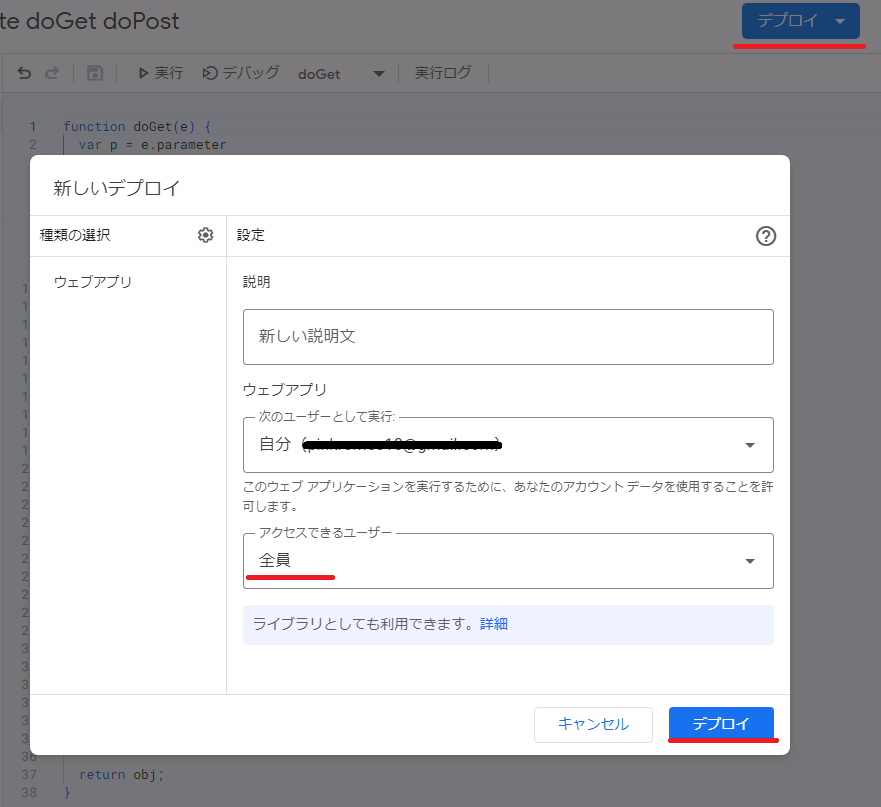 te doGet doPost
デプロイ
実行 デバッグ doGet 実行ログ
1 function doGet(e) {
2 var p = e.parameter
新しいデプロイ
種類の選択
設定
ウェブアプリ
説明
新しい説明文
ウェブアプリ
次のユーザーとして実行:
自分
このウェブ アプリケーションを実行するために、あなたのアカウント データを使用することを許
可します。
アクセスできるユーザー
全員
ライブラリとしても利用できます。詳細
キャンセル デプロイ
36
37 return obj;
38 }